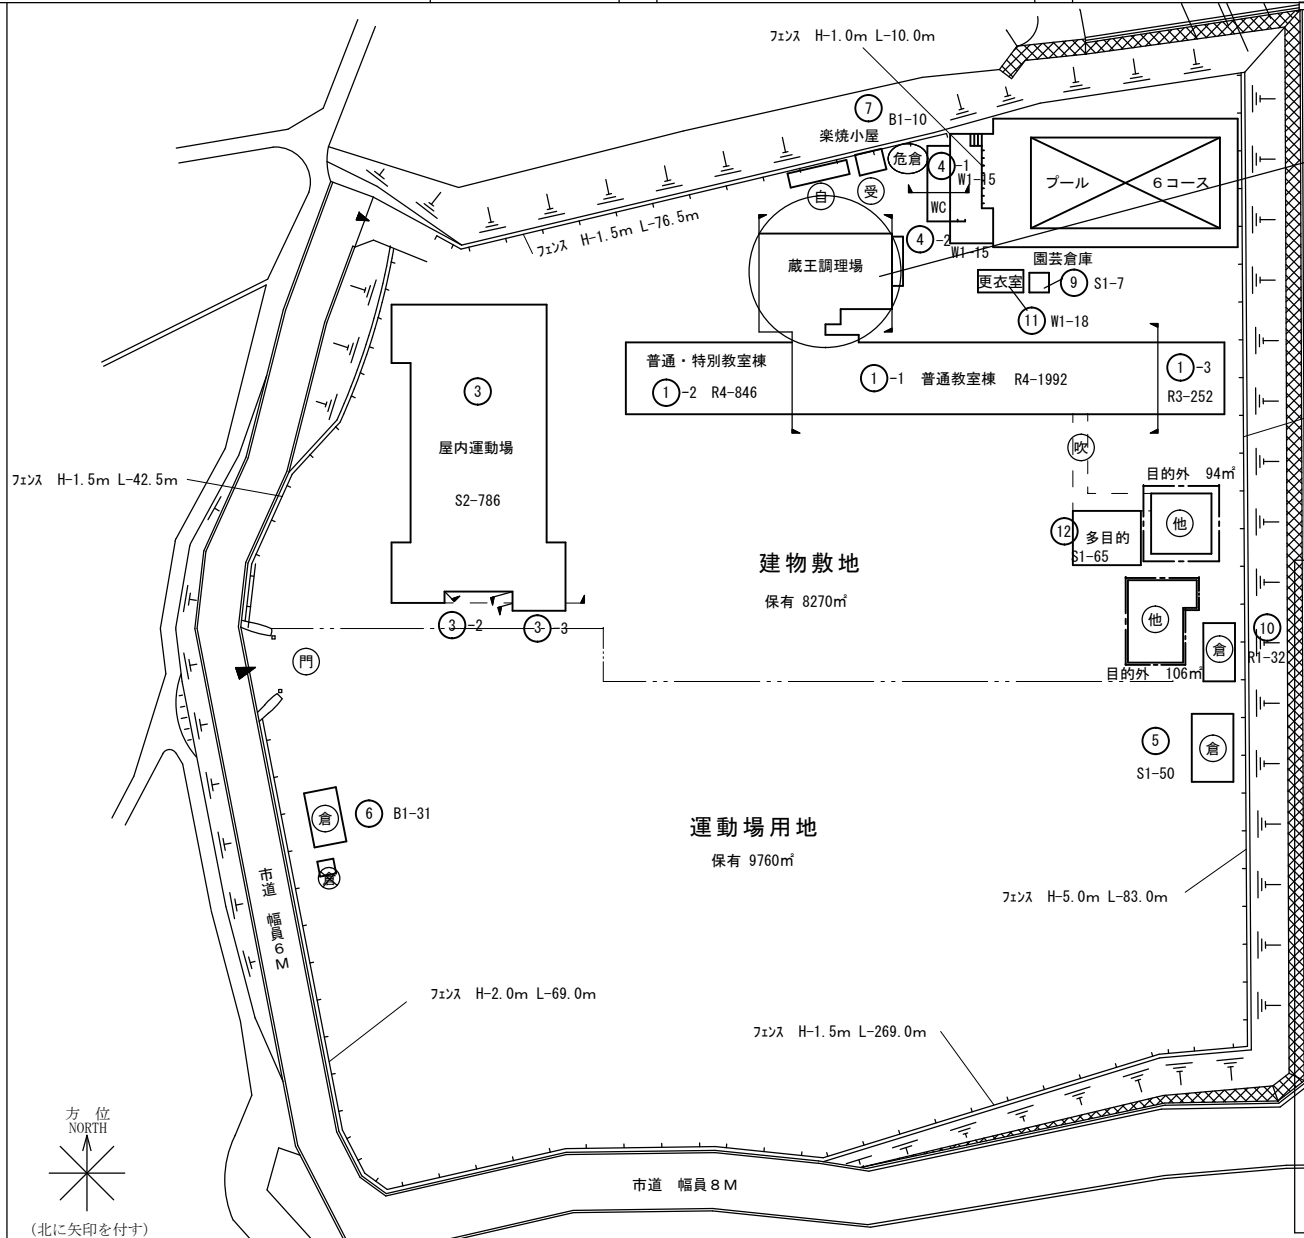 フェンス H-1.0m L-10.0m
7
B1-10
楽焼小屋
危倉
4-1
W1-15
プール 6コース
自
受
WC
フェンス H-1.5m L-76.5m
4-2
W1-15
蔵王調理場
園芸倉庫
更衣室
9 S1-7
11 W1-18
普通・特別教室棟
1-2 R4-846
1-1 普通教室棟 R4-1992
1-3
R3-252
3
屋内運動場
S2-786
吹
フェンス H-1.5m L-42.5m
目的外 94㎡
他
12
多目的
S1-65
建物敷地
保有 8270㎡
他
3-2
3-3
10
R1-32
倉
門
目的外 106㎡
5
倉
S1-50
倉
6 B1-31
倉
運動場用地
保有 9760㎡
市道 幅員6M
フェンス H-5.0m L-83.0m
フェンス H-2.0m L-69.0m
フェンス H-1.5m L-269.0m
方 位
NORTH
市道 幅員8M
(北に矢印を付す)